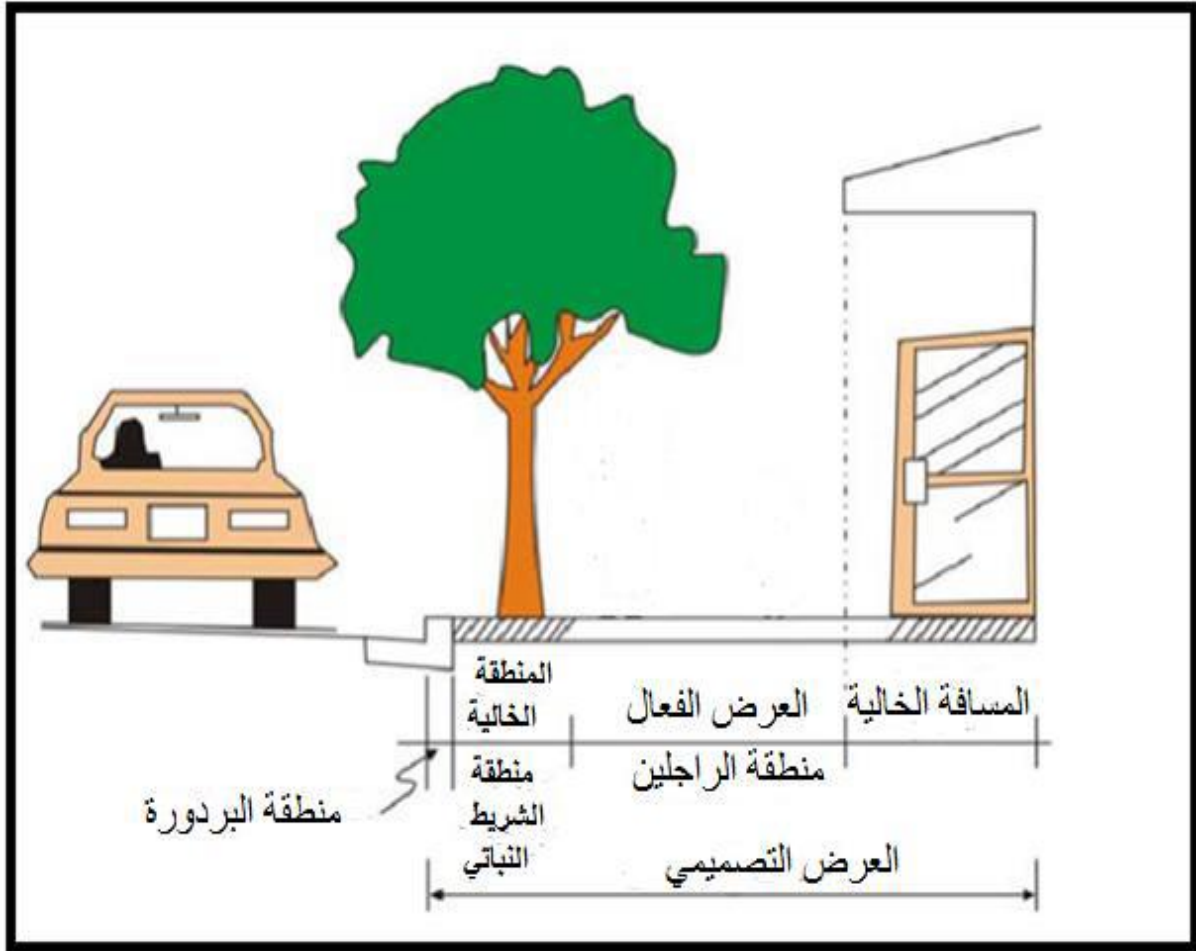 المسافة الخالية
العرض الفعال
المنطقة
الخالية
منطقة الراجلين
منطقة
الشريط
النباتي
منطقة البردورة
العرض التصميمي